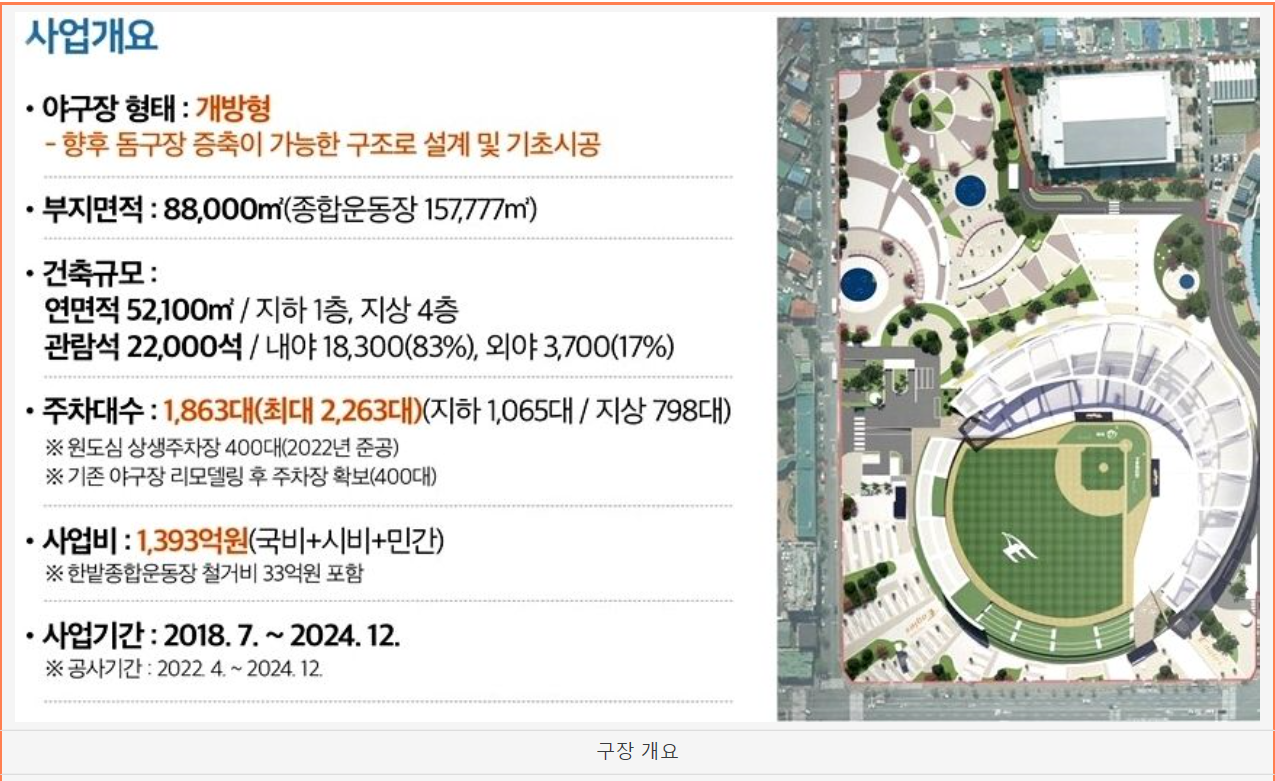 사업개요
• 야구장 형태 : 개방형
- 향후 돔구장 증축이 가능한 구조로 설계 및 기초시공
• 부지면적 : 88,000㎡(종합운동장 157,777㎡)
• 건축규모 :
연면적 52,100㎡ / 지하 1층, 지상 4층
관람석 22,000석 / 내야 18,300(83%), 외야 3,700(17%)
• 주차대수 : 1,863대(최대 2,263대)(지하 1,065대 / 지상 798대)
※ 원도심 상생주차장 400대(2022년 준공)
※ 기존 야구장 리모델링 후 주차장 확보(400대)
• 사업비 : 1,393억원(국비+시비+민간)
※ 한밭종합운동장 철거비 33억원 포함
• 사업기간 : 2018. 7. ~ 2024. 12.
※ 공사기간 : 2022. 4. ~ 2024. 12.
Eagles
구장 개요